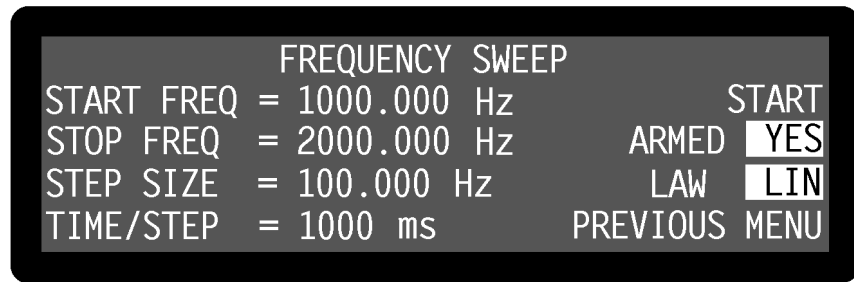 FREQUENCY SWEEP
START FREQ = 1000.000 Hz START
STOP FREQ = 2000.000 Hz ARMED YES
STEP SIZE = 100.000 Hz LAW LIN
TIME/STEP = 1000 ms PREVIOUS MENU